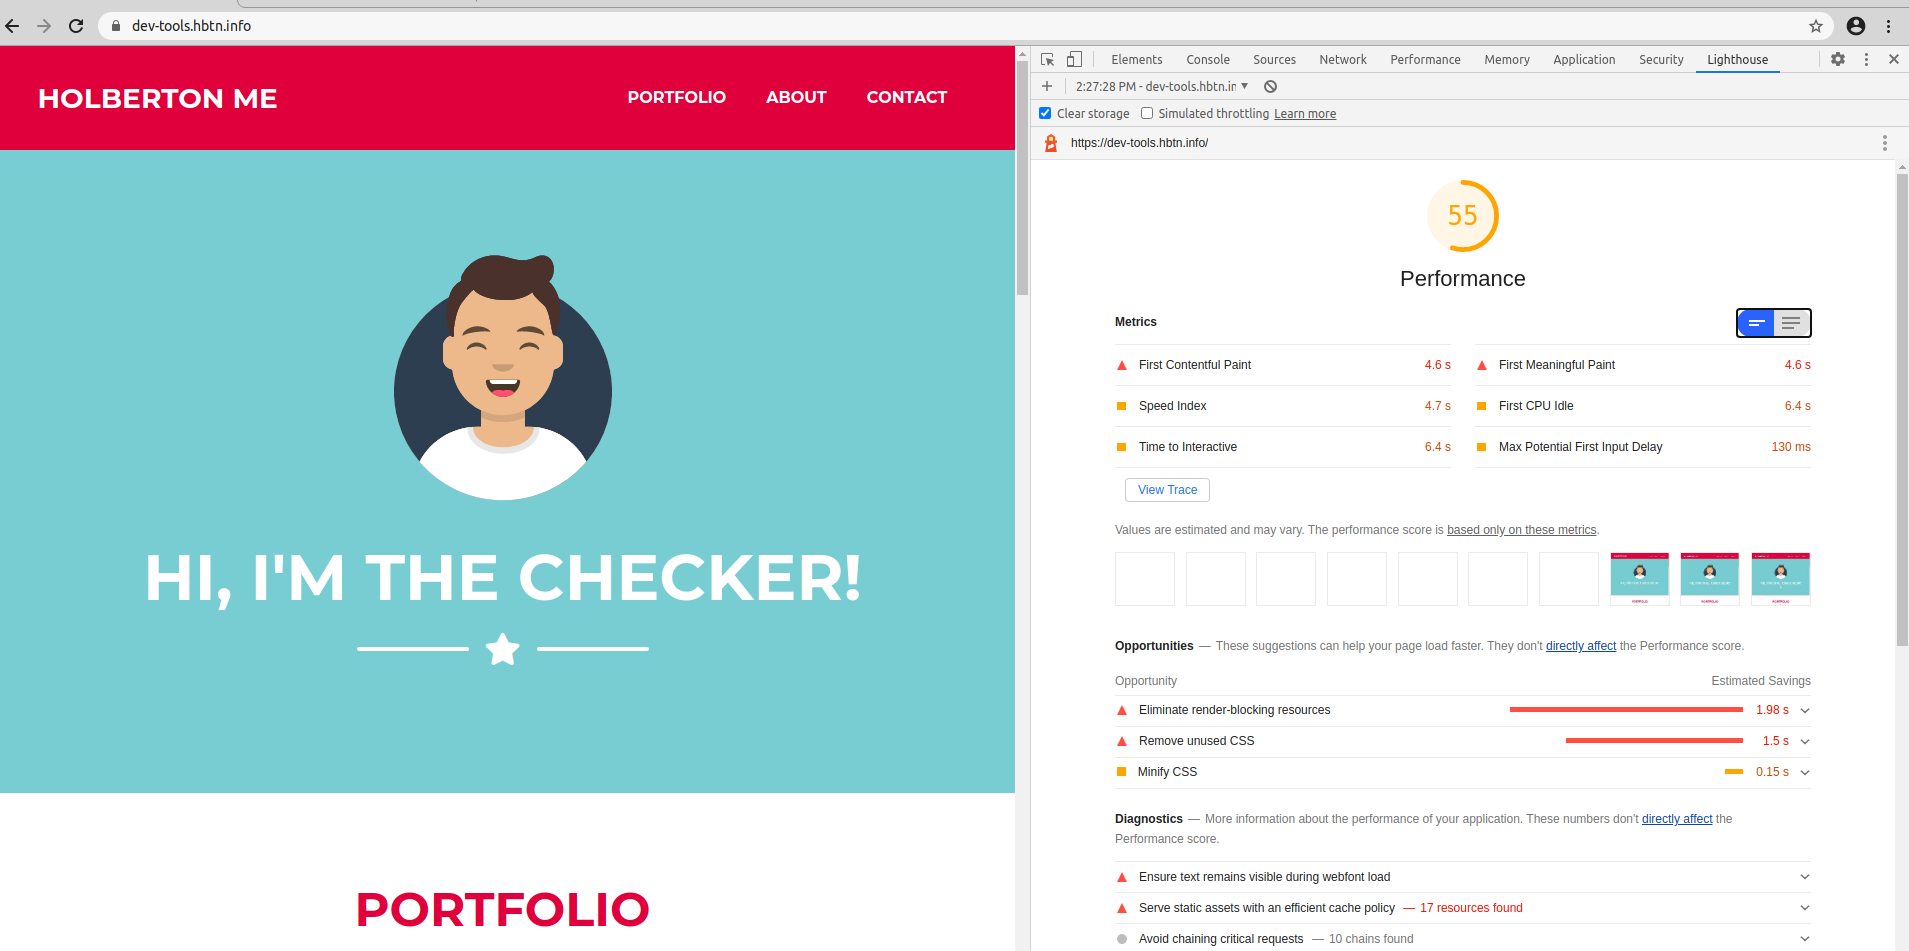 dev-tools.hbtn.info
HOLBERTON ME
PORTFOLIO ABOUT CONTACT
HI, I'M THE CHECKER!
PORTFOLIO
Elements Console Sources Network Performance Memory Application Security Lighthouse
2:27:28 PM - dev-tools.hbtn.in
Clear storage Simulated throttling Learn more
https://dev-tools.hbtn.info/
55
Performance
Metrics
First Contentful Paint 4.6 s First Meaningful Paint 4.6 s
Speed Index 4.7 s First CPU Idle 6.4 s
Time to Interactive 6.4 s Max Potential First Input Delay 130 ms
View Trace
Values are estimated and may vary. The performance score is based only on these metrics.
Opportunities — These suggestions can help your page load faster. They don't directly affect the Performance score.
Opportunity Estimated Savings
Eliminate render-blocking resources 1.98 s
Remove unused CSS 1.5 s
Minify CSS 0.15 s
Diagnostics — More information about the performance of your application. These numbers don't directly affect the
Performance score.
Ensure text remains visible during webfont load
Serve static assets with an efficient cache policy — 17 resources found
Avoid chaining critical requests — 10 chains found